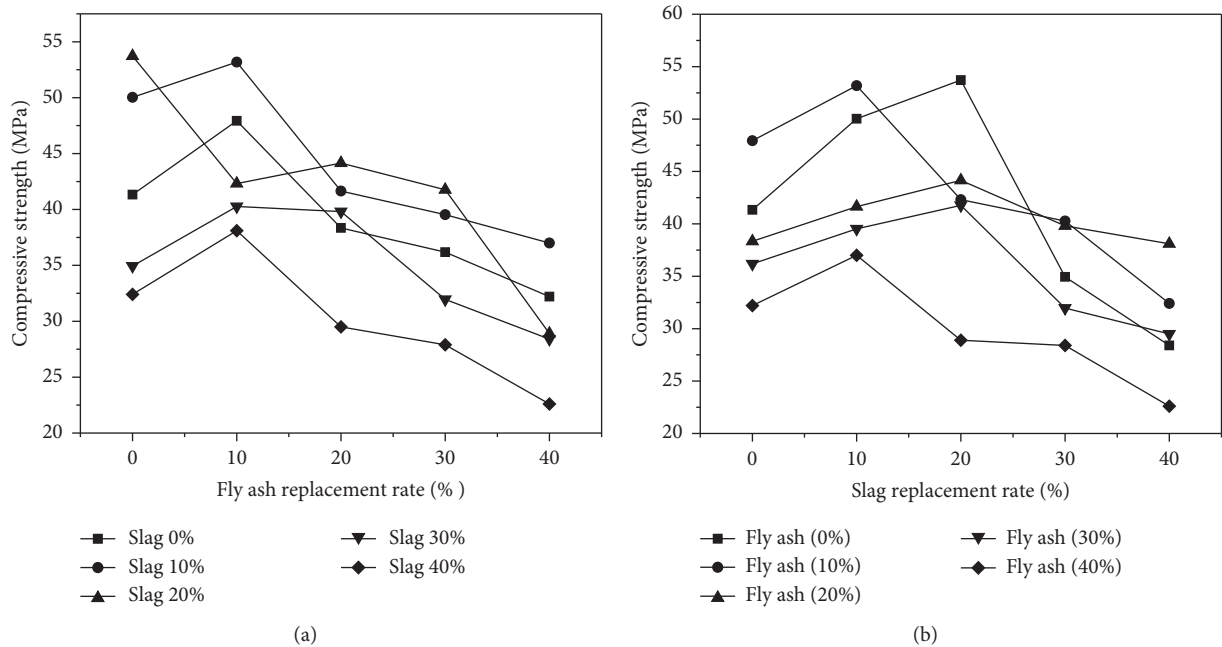 55
50
45
40
35
30
25
20
Compressive strength (MPa)
0 10 20 30 40
Fly ash replacement rate (% )
Slag 0%
Slag 10%
Slag 20%
Slag 30%
Slag 40%
(a)
60
55
50
45
40
35
30
25
20
Compressive strength (MPa)
0 10 20 30 40
Slag replacement rate (%)
Fly ash (0%)
Fly ash (10%)
Fly ash (20%)
Fly ash (30%)
Fly ash (40%)
(b)